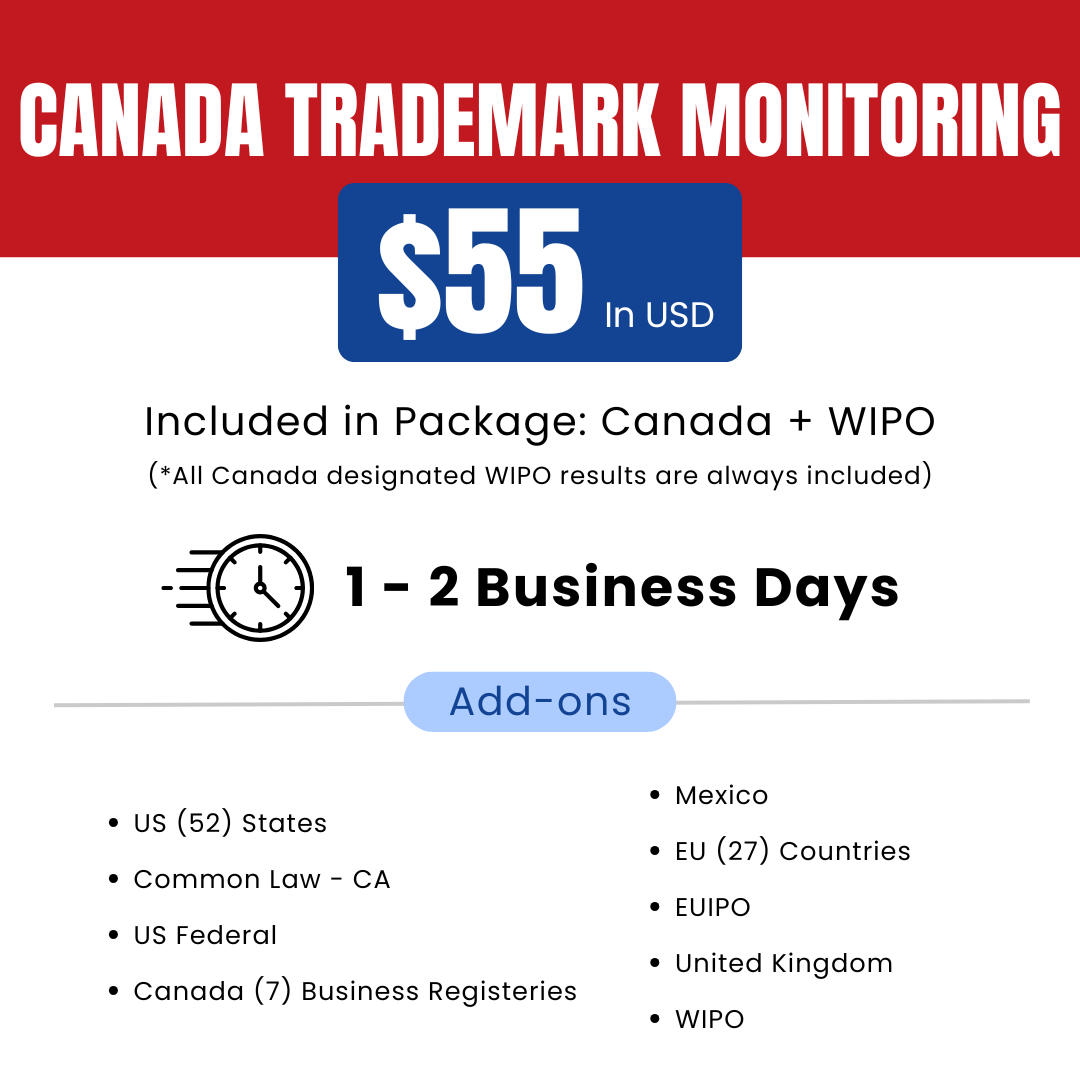 CANADA TRADEMARK MONITORING
$55 In USD
Included in Package: Canada + WIPO
(*All Canada designated WIPO results are always included)
1 - 2 Business Days
Add-ons
• US (52) States
• Common Law - CA
• US Federal
• Canada (7) Business Registeries
• Mexico
• EU (27) Countries
• EUIPO
• United Kingdom
• WIPO